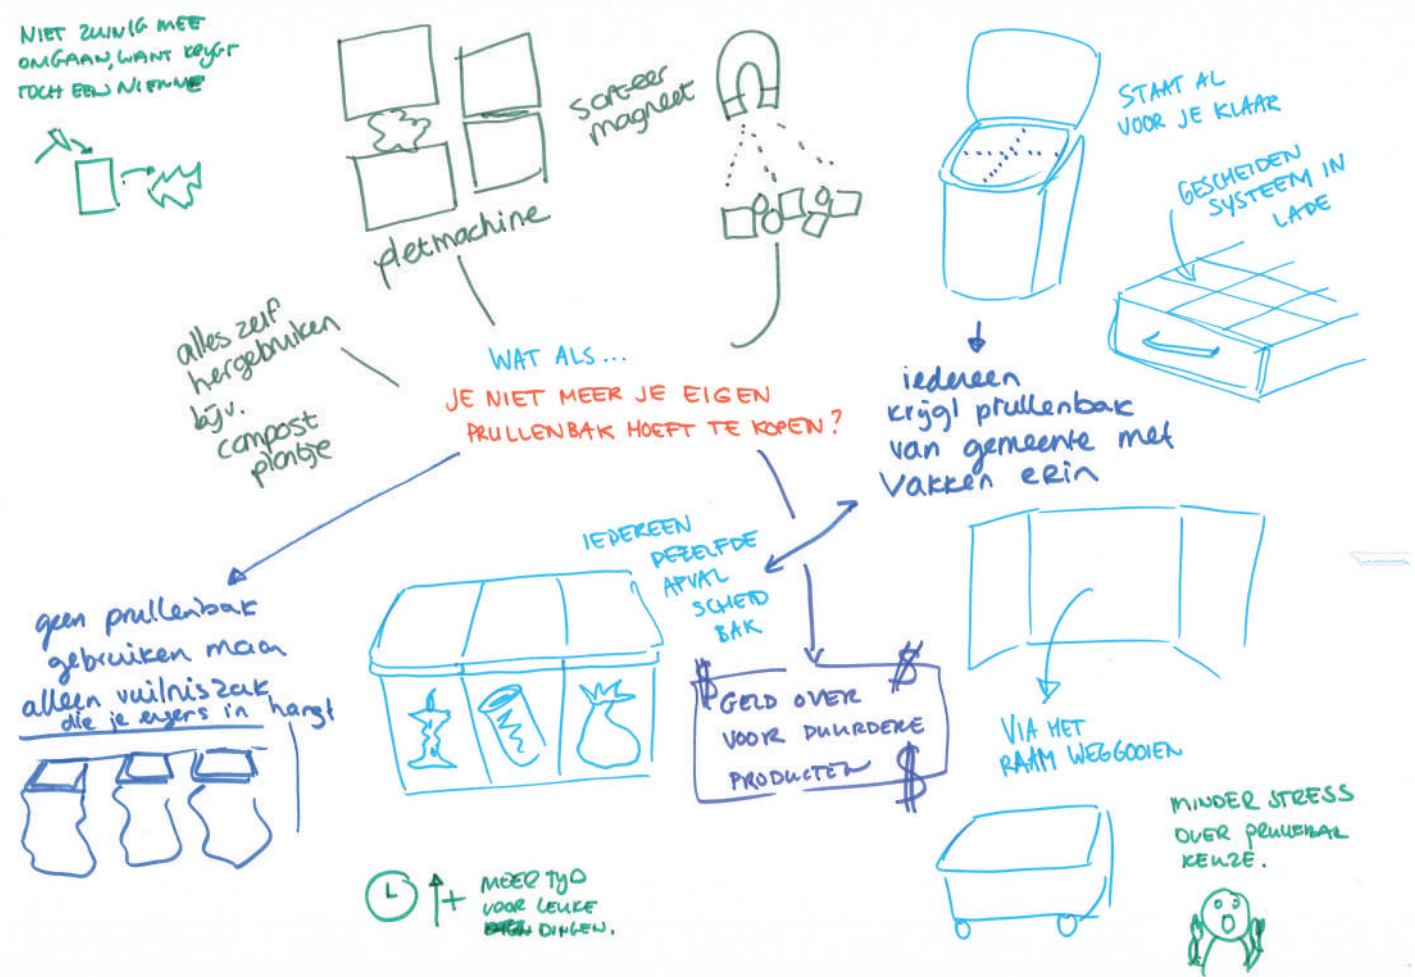 NIET ZUINIG MEE
OMGAAN, WANT KRIJGT
TOCH EEN NIEUWE
sorteer
magneet
STAAT AL
VOOR JE KLAAR
GESCHEIDEN
SYSTEEM IN
LADE
pletmachine
alles zelf
hergebruiken
bijv.
compost
plantje
WAT ALS...
JE NIET MEER JE EIGEN
PRULLENBAK HOEFT TE KOPEN?
iedereen
krijgt prullenbak
van gemeente met
vakken erin
IEDEREEN
DEZELFDE
AFVAL
SCHEID
BAK
geen prullenbak
gebruiken maar
alleen vuilniszak
die je ergens in hangt
$ $
GELD OVER
VOOR DUURDERE
PRODUCTEN $
VIA HET
RAAM WEGGOOIEN
MINDER STRESS
OVER PRULLENBAK
KEUZE.
+ MEER TIJD
VOOR LEUKE
DINGEN.